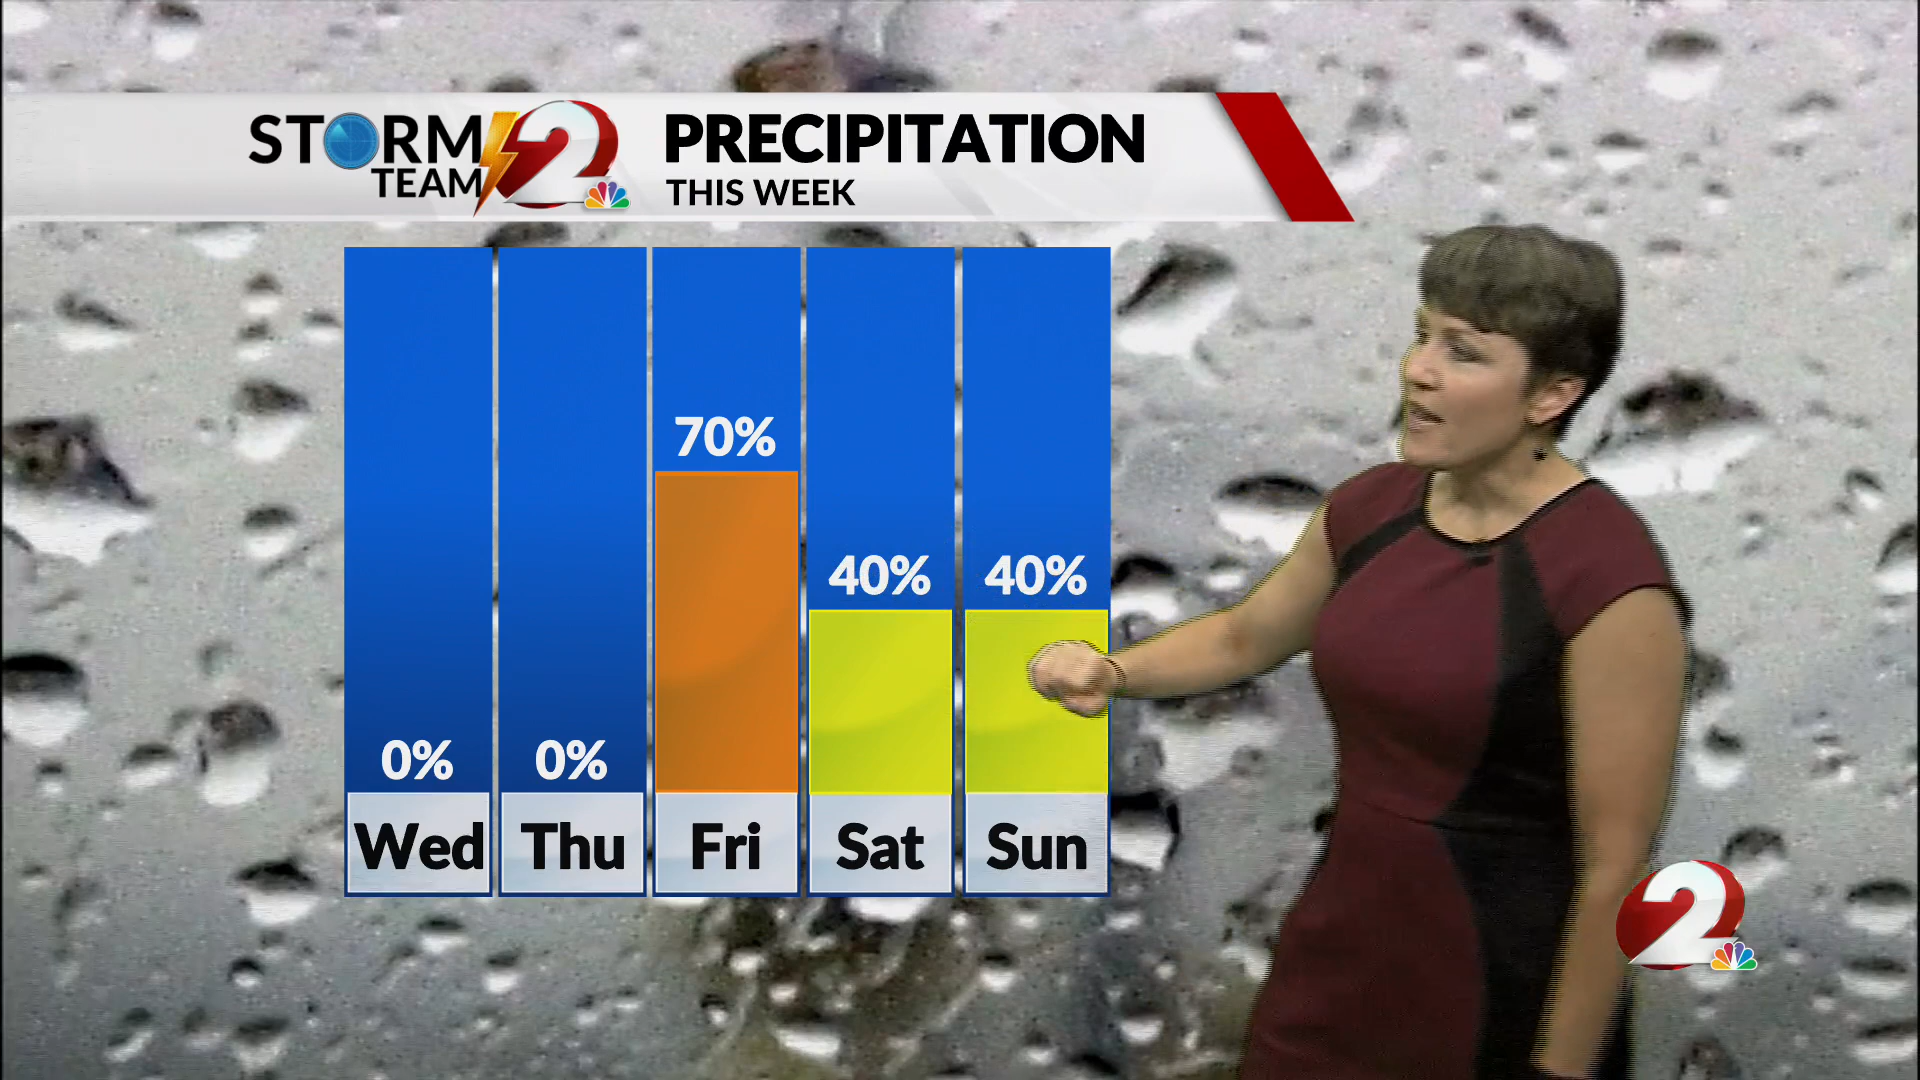 STORM
TEAM
2
PRECIPITATION
THIS WEEK
70%
40% 40%
0% 0%
Wed Thu Fri Sat Sun
2